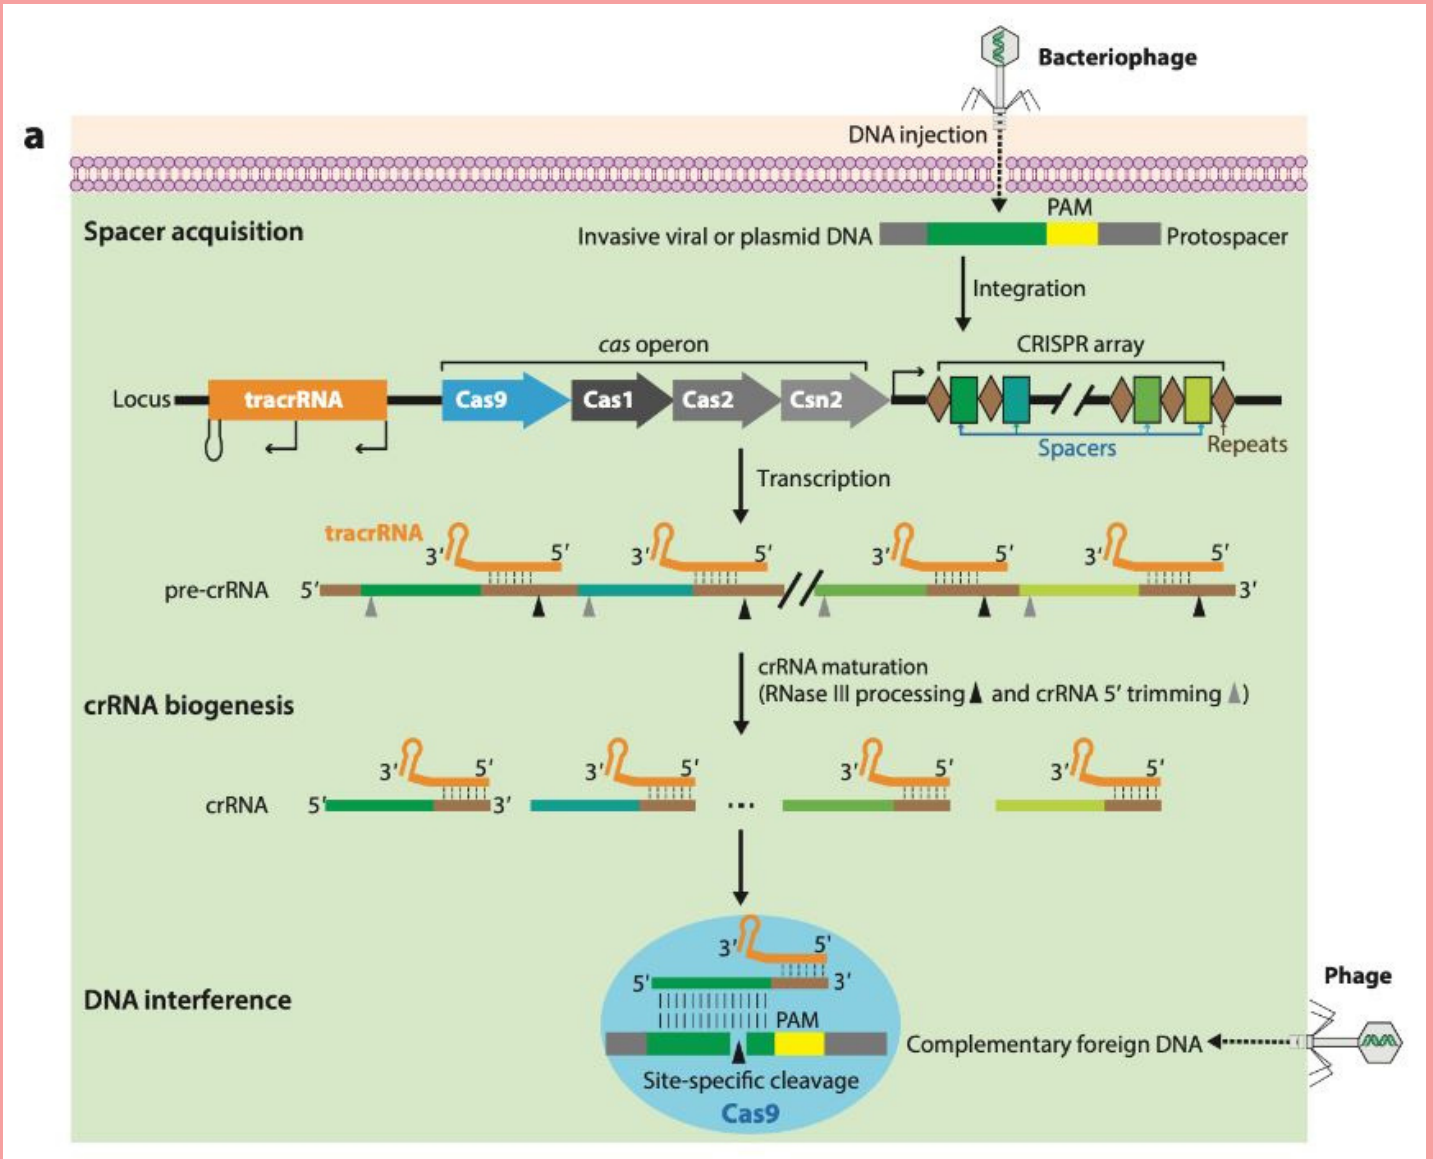 Bacteriophage
a
DNA injection
Spacer acquisition
PAM
Invasive viral or plasmid DNA
Protospacer
Integration
cas operon
CRISPR array
Locus
tracrRNA
Cas9
Cas1
Cas2
Csn2
Spacers
Repeats
Transcription
tracrRNA
3′ 5′ 3′ 5′ 3′ 5′ 3′ 5′
pre-crRNA 5′ 3′
crRNA maturation
(RNase III processing and crRNA 5′ trimming )
crRNA biogenesis
3′ 5′ 3′ 5′ 3′ 5′ 3′ 5′
crRNA 5′ 3′ ...
3′ 5′
5′ 3′
DNA interference
Phage
PAM
Complementary foreign DNA
Site-specific cleavage
Cas9